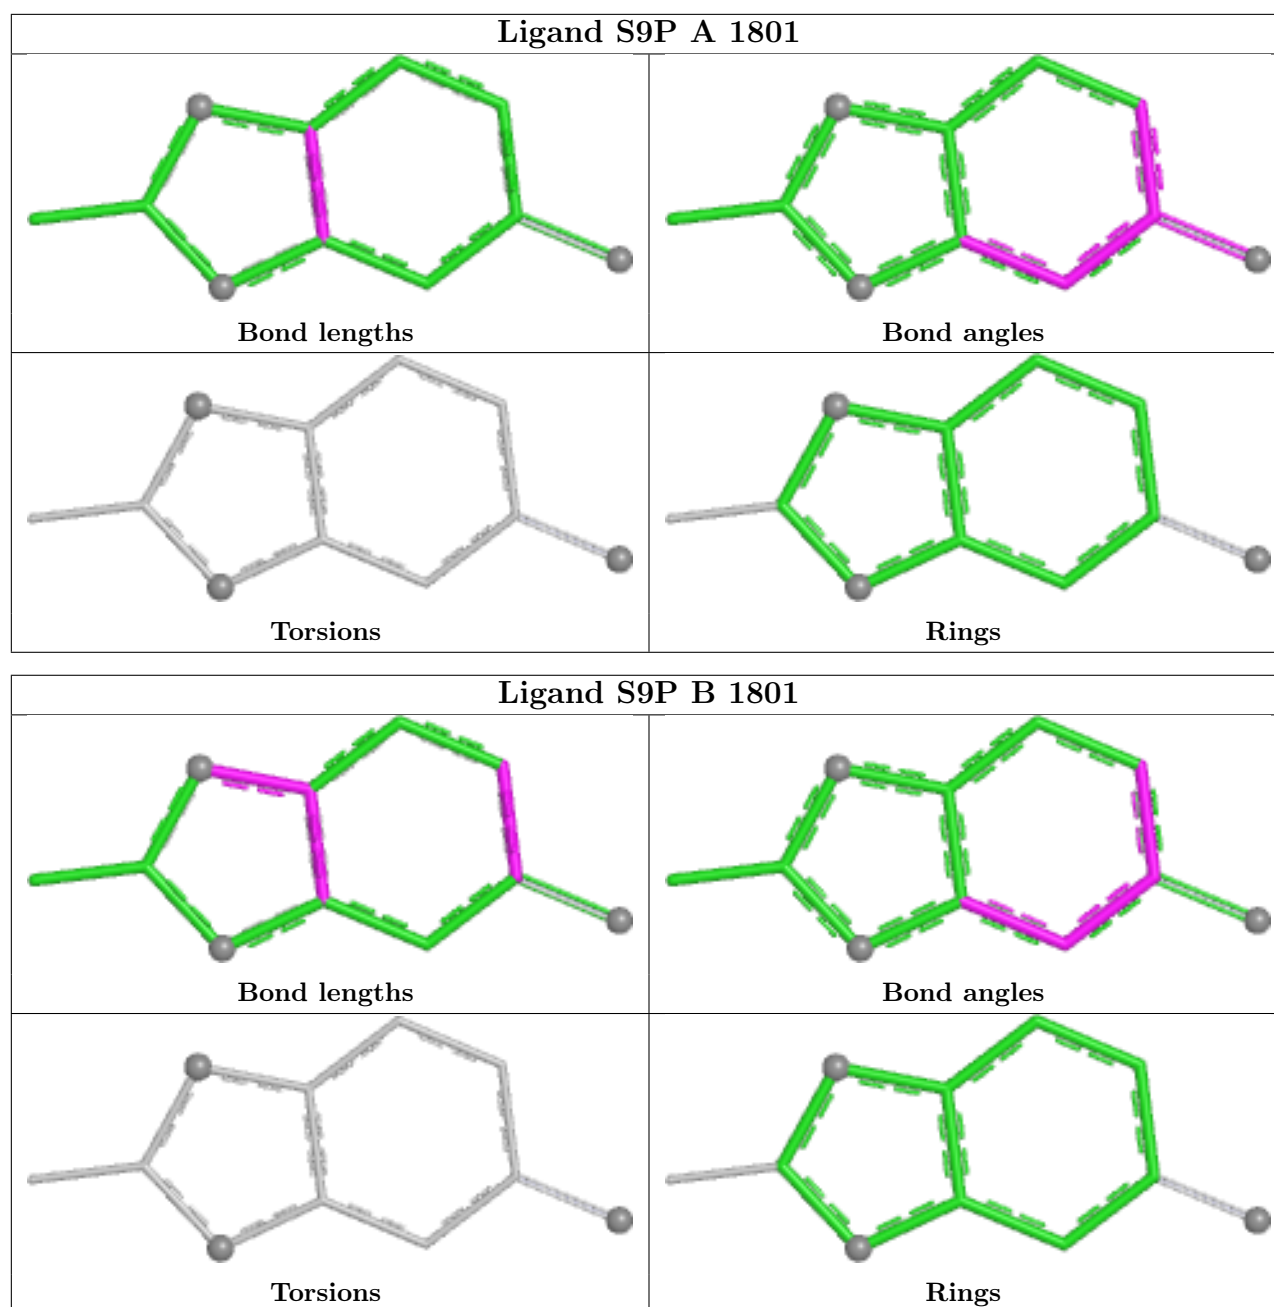 Ligand S9P A 1801
Bond lengths
Bond angles
Torsions
Rings
Ligand S9P B 1801
Bond lengths
Bond angles
Torsions
Rings